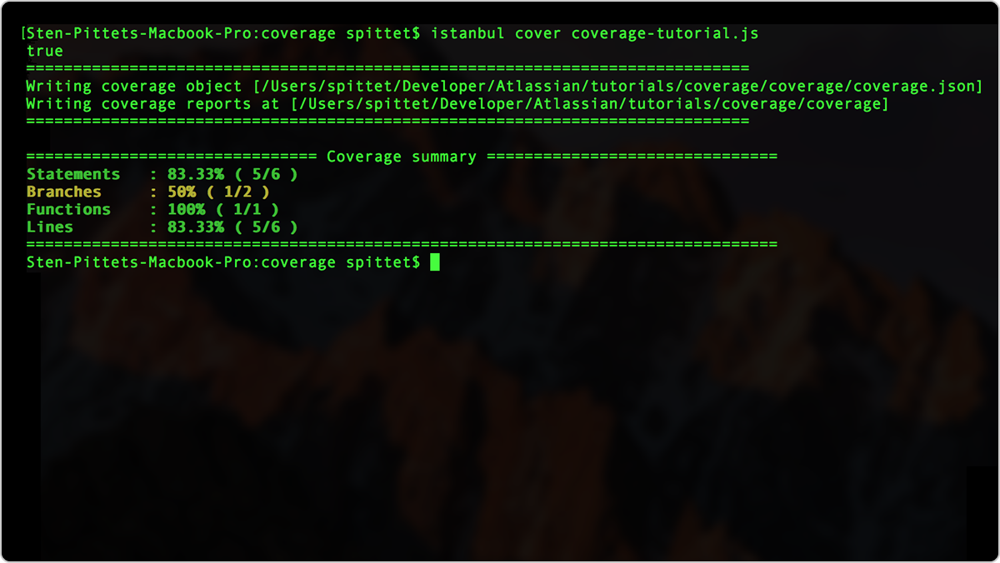 [Sten-Pittets-Macbook-Pro:coverage spittet$ istanbul cover coverage-tutorial.js
true
=============================================================================
Writing coverage object [/Users/spittet/Developer/Atlassian/tutorials/coverage/coverage/coverage.json]
Writing coverage reports at [/Users/spittet/Developer/Atlassian/tutorials/coverage/coverage]
=============================================================================
=============================== Coverage summary ===============================
Statements   : 83.33% ( 5/6 )
Branches     : 50% ( 1/2 )
Functions    : 100% ( 1/1 )
Lines        : 83.33% ( 5/6 )
================================================================================
Sten-Pittets-Macbook-Pro:coverage spittet$